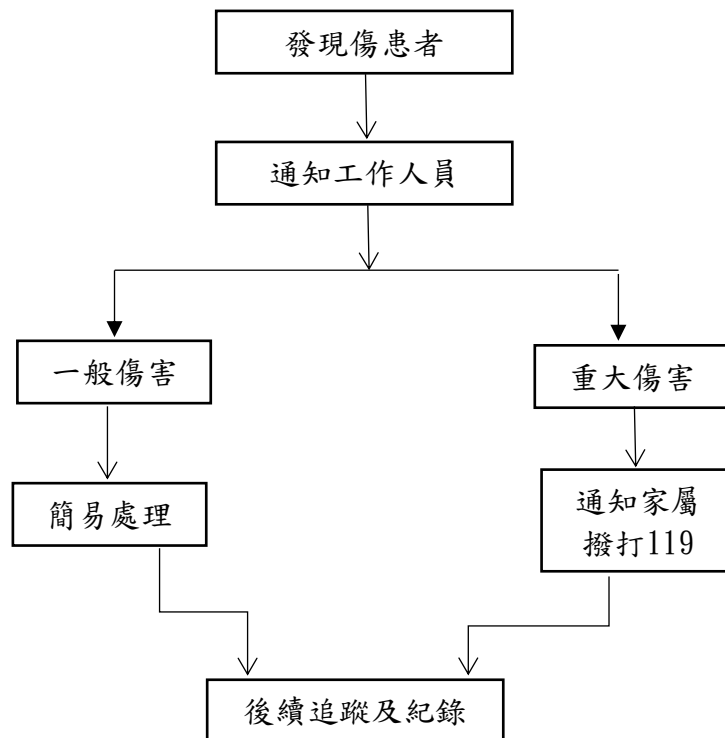 發現傷患者
通知工作人員
一般傷害
重大傷害
簡易處理
通知家屬
撥打119
後續追蹤及紀錄